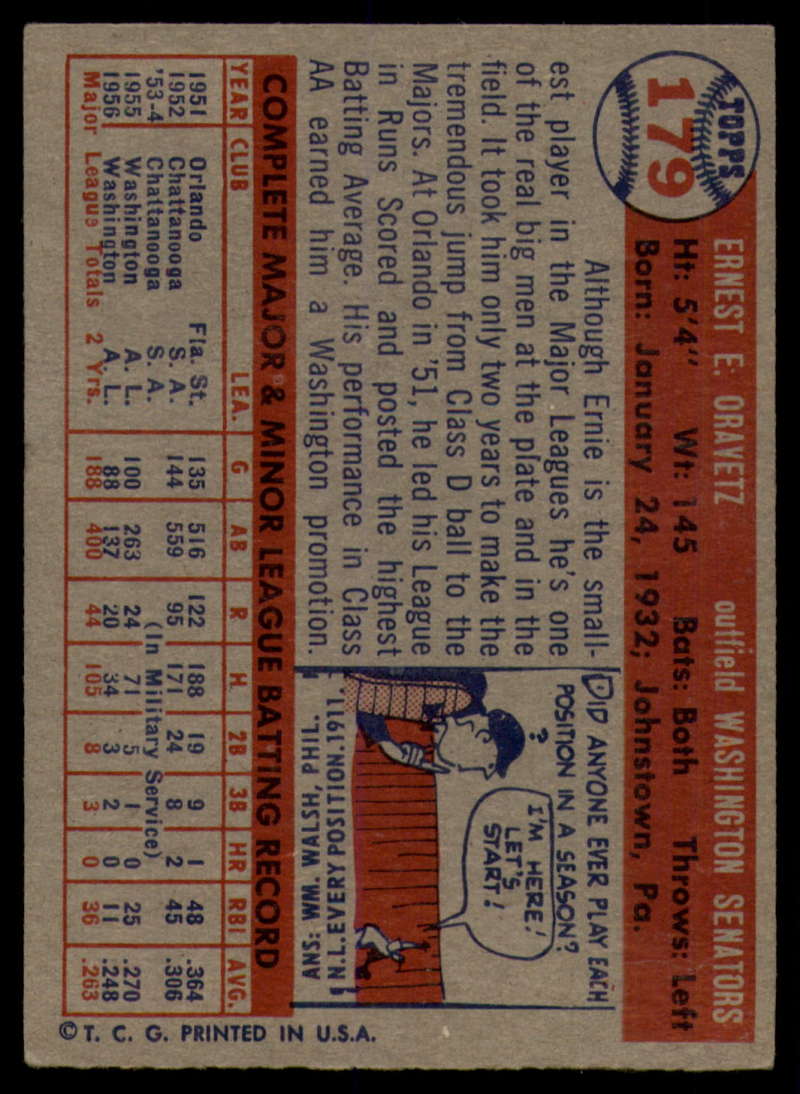 TOPPS
179
ERNEST E. ORAVETZ outfield WASHINGTON SENATORS
Ht: 5'4" Wt: 145 Bats: Both Throws: Left
Born: January 24, 1932; Johnstown, Pa.
Although Ernie is the small-
est player in the Major Leagues he's one
of the real big men at the plate and in the
field. It took him only two years to make the
tremendous jump from Class D ball to the
Majors. At Orlando in '51, he led his League
in Runs Scored and posted the highest
Batting Average. His performance in Class
AA earned him a Washington promotion.
DID ANYONE EVER PLAY EACH
POSITION IN A SEASON?
?
I'M HERE!
LET'S
START!
ANS: WM. WALSH, PHIL.
N.L. EVERY POSITION. 1911.
COMPLETE MAJOR & MINOR LEAGUE BATTING RECORD
YEAR CLUB LEA. G AB R H. 2B 3B HR RBI AVG.
1951 Orlando Fla. St. 135 516 122 188 19 9 1 48 .364
1952 Chattanooga S. A. 144 559 95 171 24 8 2 45 .306
'53-4 Chattanooga S. A. (In Military Service)
1955 Washington A. L. 100 263 24 71 5 1 0 25 .270
1956 Washington A. L. 88 137 20 34 3 2 0 11 .248
Major League Totals 2 Yrs. 188 400 44 105 8 3 0 36 .263
© T. C. G. PRINTED IN U.S.A.